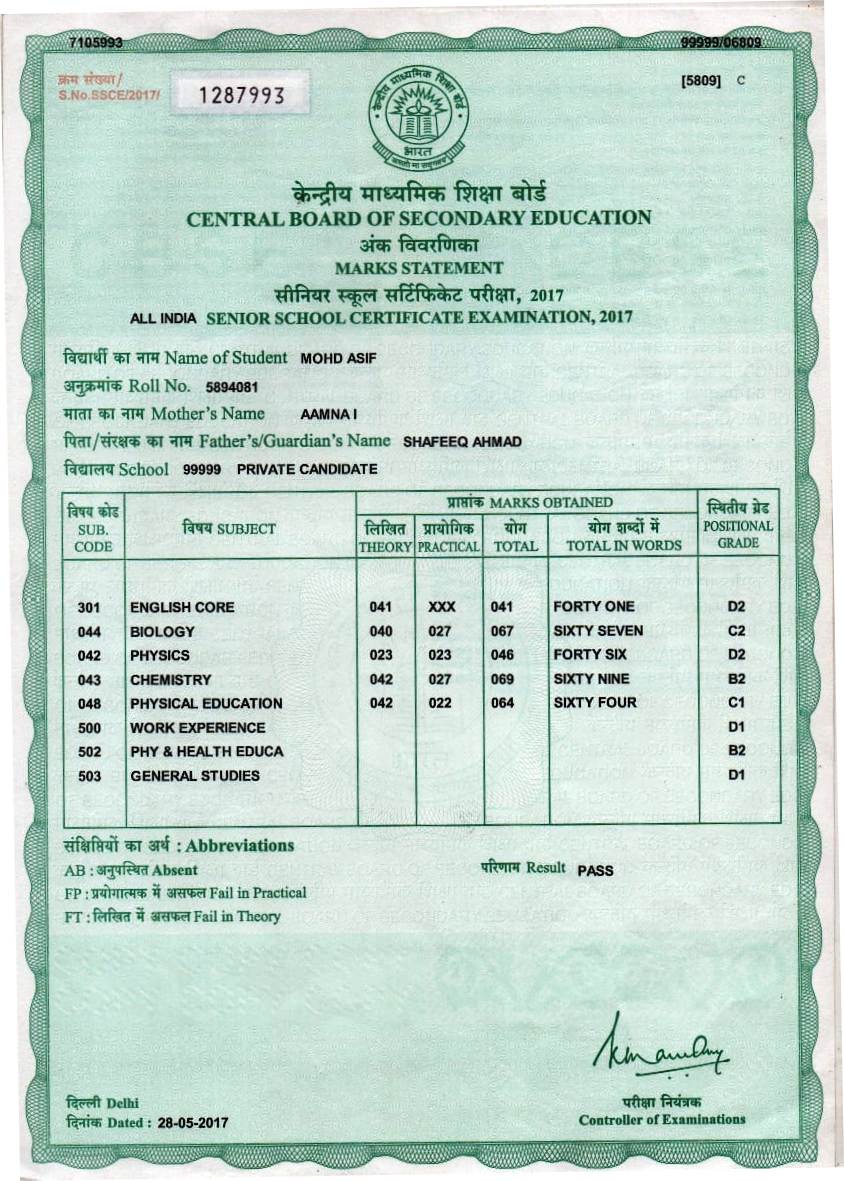 7105993 99999/06809
क्रम संख्या/
S.No.SSCE/2017/ 1287993 [5809] C
केन्द्रीय माध्यमिक शिक्षा बोर्ड
भारत
केन्द्रीय माध्यमिक शिक्षा बोर्ड
CENTRAL BOARD OF SECONDARY EDUCATION
अंक विवरणिका
MARKS STATEMENT
सीनियर स्कूल सर्टिफिकेट परीक्षा, 2017
ALL INDIA SENIOR SCHOOL CERTIFICATE EXAMINATION, 2017
विद्यार्थी का नाम Name of Student MOHD ASIF
अनुक्रमांक Roll No. 5894081
माता का नाम Mother's Name AAMNA I
पिता/संरक्षक का नाम Father's/Guardian's Name SHAFEEQ AHMAD
विद्यालय School 99999 PRIVATE CANDIDATE
विषय कोड SUB. CODE विषय SUBJECT प्राप्तांक MARKS OBTAINED स्थितीय ग्रेड POSITIONAL GRADE
लिखित THEORY प्रायोगिक PRACTICAL योग TOTAL योग शब्दों में TOTAL IN WORDS
301 ENGLISH CORE 041 XXX 041 FORTY ONE D2
044 BIOLOGY 040 027 067 SIXTY SEVEN C2
042 PHYSICS 023 023 046 FORTY SIX D2
043 CHEMISTRY 042 027 069 SIXTY NINE B2
048 PHYSICAL EDUCATION 042 022 064 SIXTY FOUR C1
500 WORK EXPERIENCE D1
502 PHY & HEALTH EDUCA B2
503 GENERAL STUDIES D1
संक्षिप्तियों का अर्थ : Abbreviations
AB : अनुपस्थित Absent परिणाम Result PASS
FP : प्रयोगात्मक में असफल Fail in Practical
FT : लिखित में असफल Fail in Theory
दिल्ली Delhi परीक्षा नियंत्रक
दिनांक Dated : 28-05-2017 Controller of Examinations